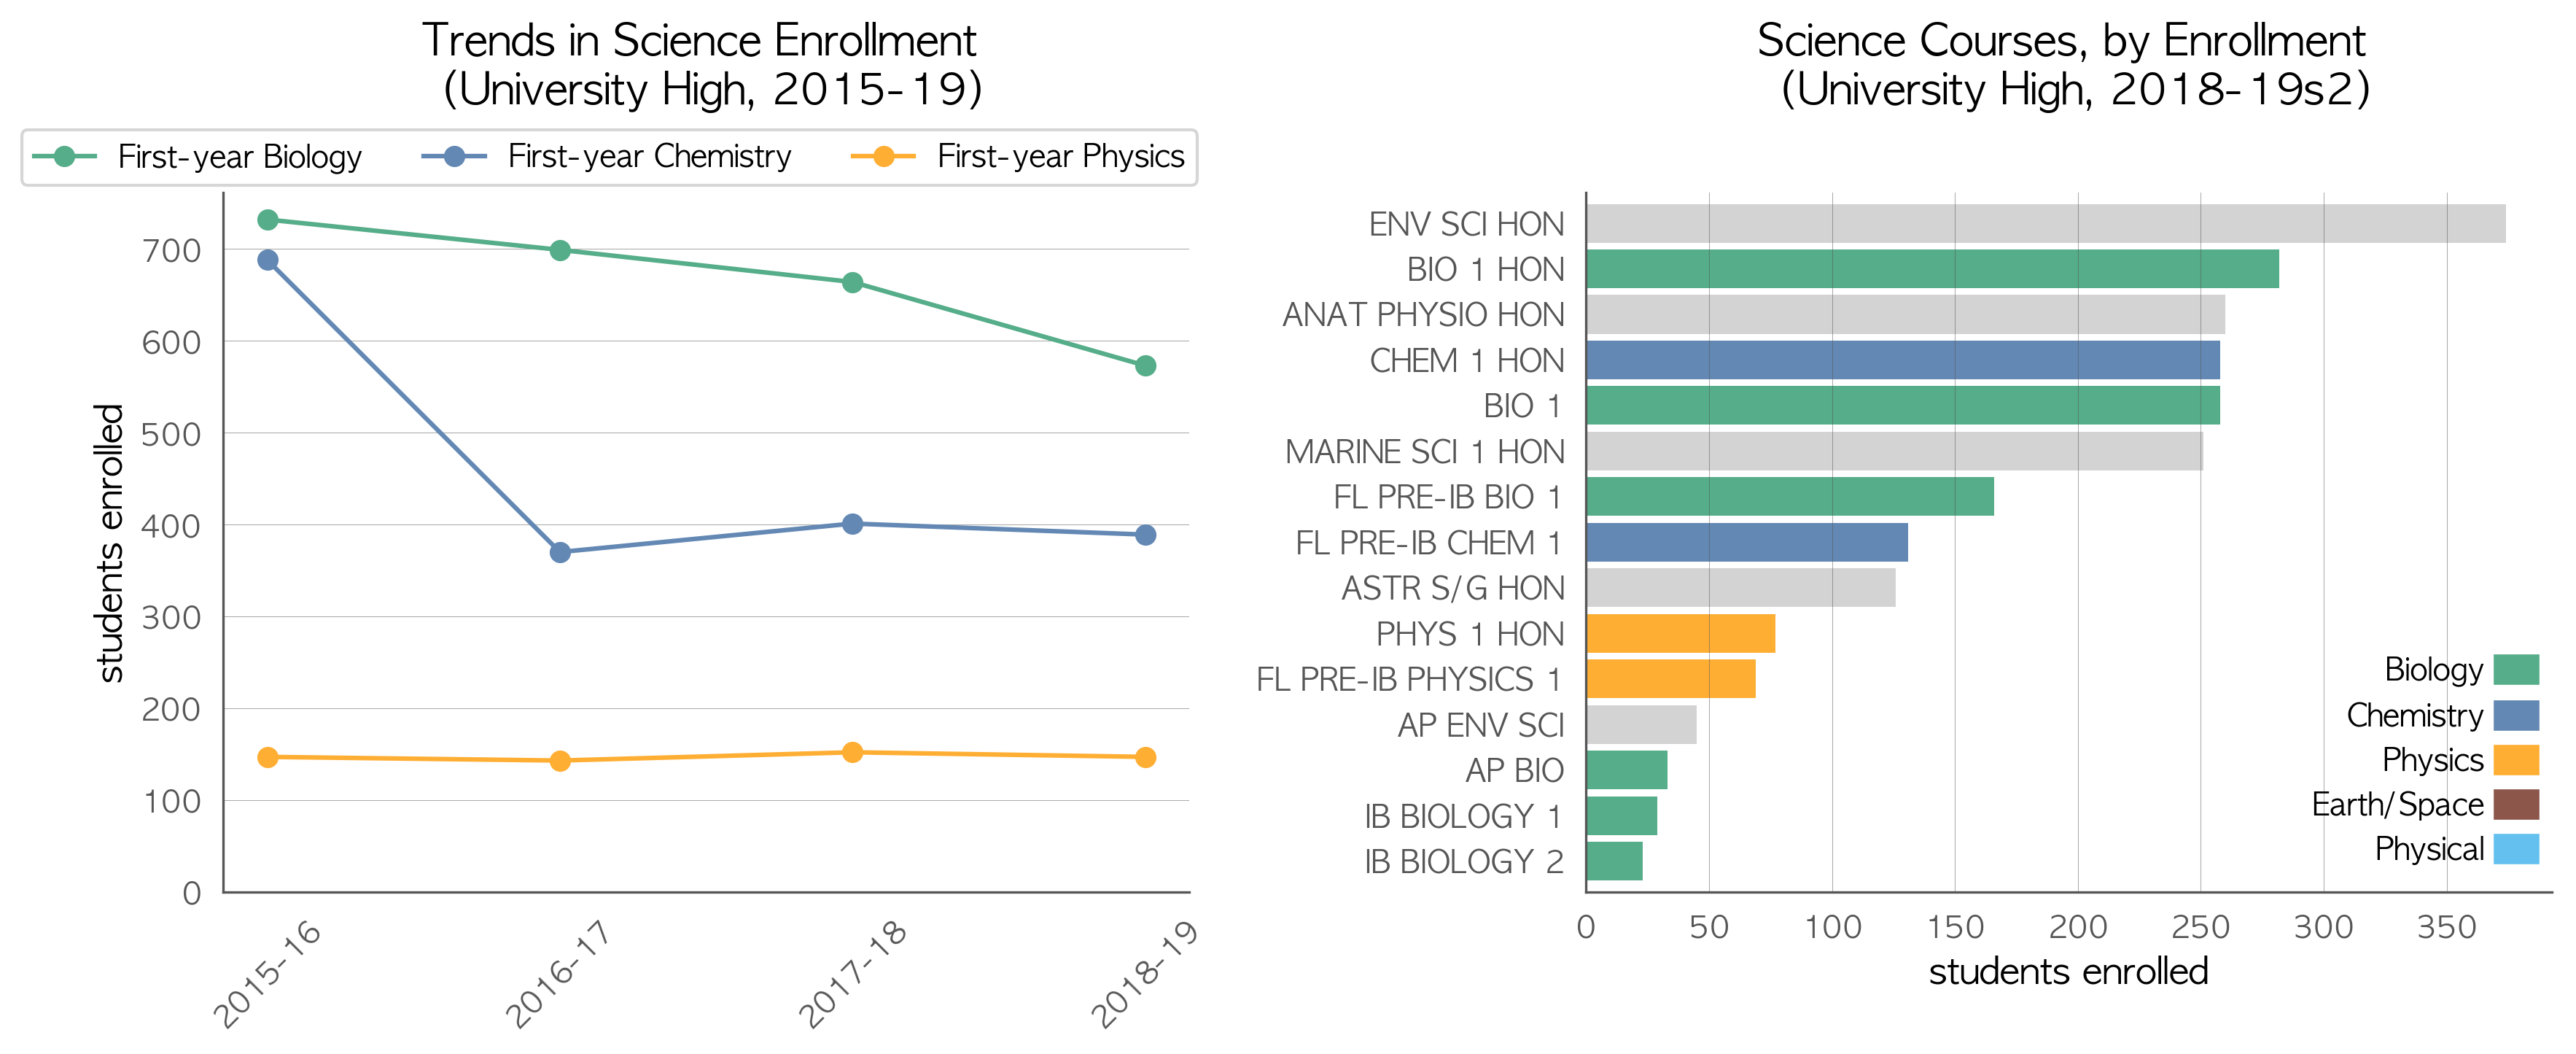 Trends in Science Enrollment
(University High, 2015-19)
First-year Biology First-year Chemistry First-year Physics
700
600
500
400
300
200
100
0
students enrolled
2015-16 2016-17 2017-18 2018-19
Science Courses, by Enrollment
(University High, 2018-19s2)
ENV SCI HON
BIO 1 HON
ANAT PHYSIO HON
CHEM 1 HON
BIO 1
MARINE SCI 1 HON
FL PRE-IB BIO 1
FL PRE-IB CHEM 1
ASTR S/G HON
PHYS 1 HON
FL PRE-IB PHYSICS 1
AP ENV SCI
AP BIO
IB BIOLOGY 1
IB BIOLOGY 2
Biology
Chemistry
Physics
Earth/Space
Physical
0 50 100 150 200 250 300 350
students enrolled